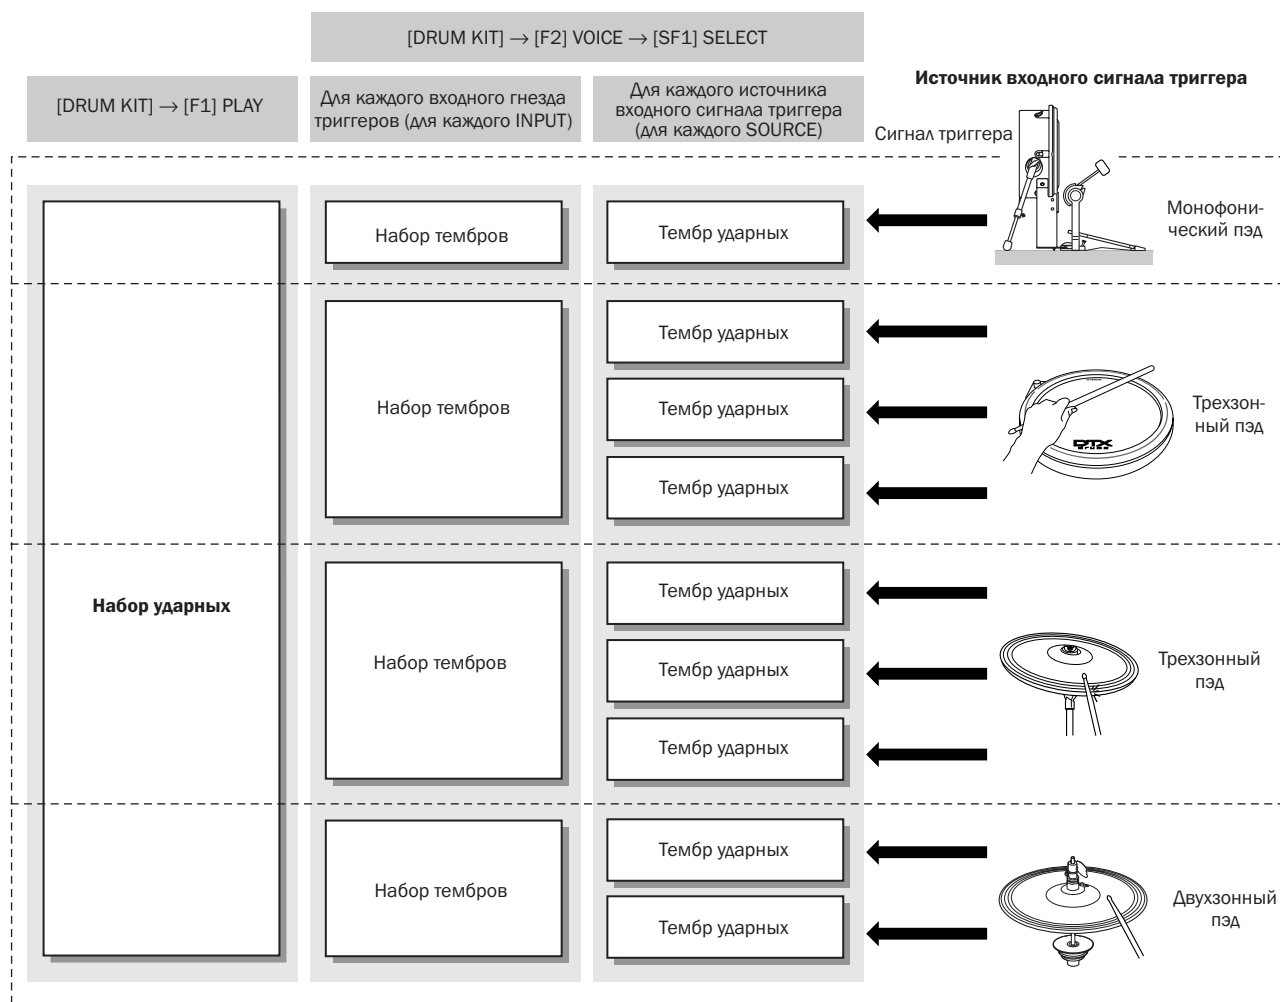 [DRUM KIT] → [F2] VOICE → [SF1] SELECT
[DRUM KIT] → [F1] PLAY
Для каждого входного гнезда
триггеров (для каждого INPUT)
Для каждого источника
входного сигнала триггера
(для каждого SOURCE)
Источник входного сигнала триггера
Сигнал триггера
Набор тембров
Тембр ударных
Монофони-
ческий пэд
Тембр ударных
Набор тембров
Тембр ударных
Тембр ударных
DTX
Трехзон-
ный пэд
Набор ударных
Тембр ударных
Набор тембров
Тембр ударных
Тембр ударных
Трехзонный
пэд
Тембр ударных
Набор тембров
Тембр ударных
Двухзонный
пэд